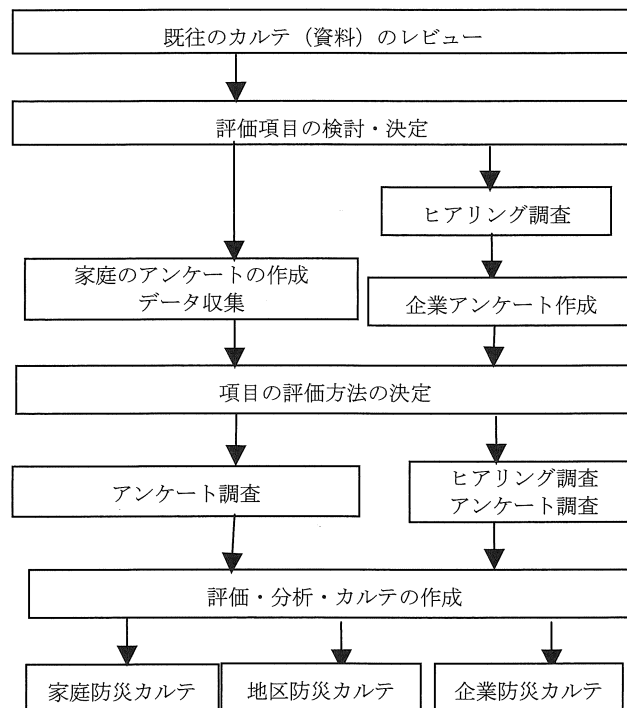 既往のカルテ（資料）のレビュー
評価項目の検討・決定
ヒアリング調査
家庭のアンケートの作成
データ収集
企業アンケート作成
項目の評価方法の決定
アンケート調査
ヒアリング調査
アンケート調査
評価・分析・カルテの作成
家庭防災カルテ
地区防災カルテ
企業防災カルテ